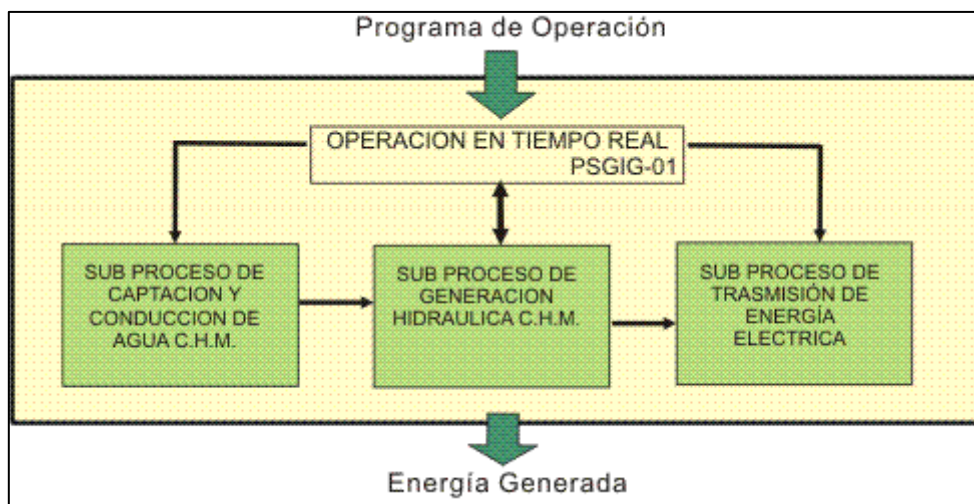 Programa de Operación
OPERACION EN TIEMPO REAL
PSGIG-01
SUB PROCESO DE
CAPTACION Y
CONDUCCION DE
AGUA C.H.M.
SUB PROCESO DE
GENERACION
HIDRAULICA C.H.M.
SUB PROCESO DE
TRASMISIÓN DE
ENERGÍA
ELECTRICA
Energía Generada